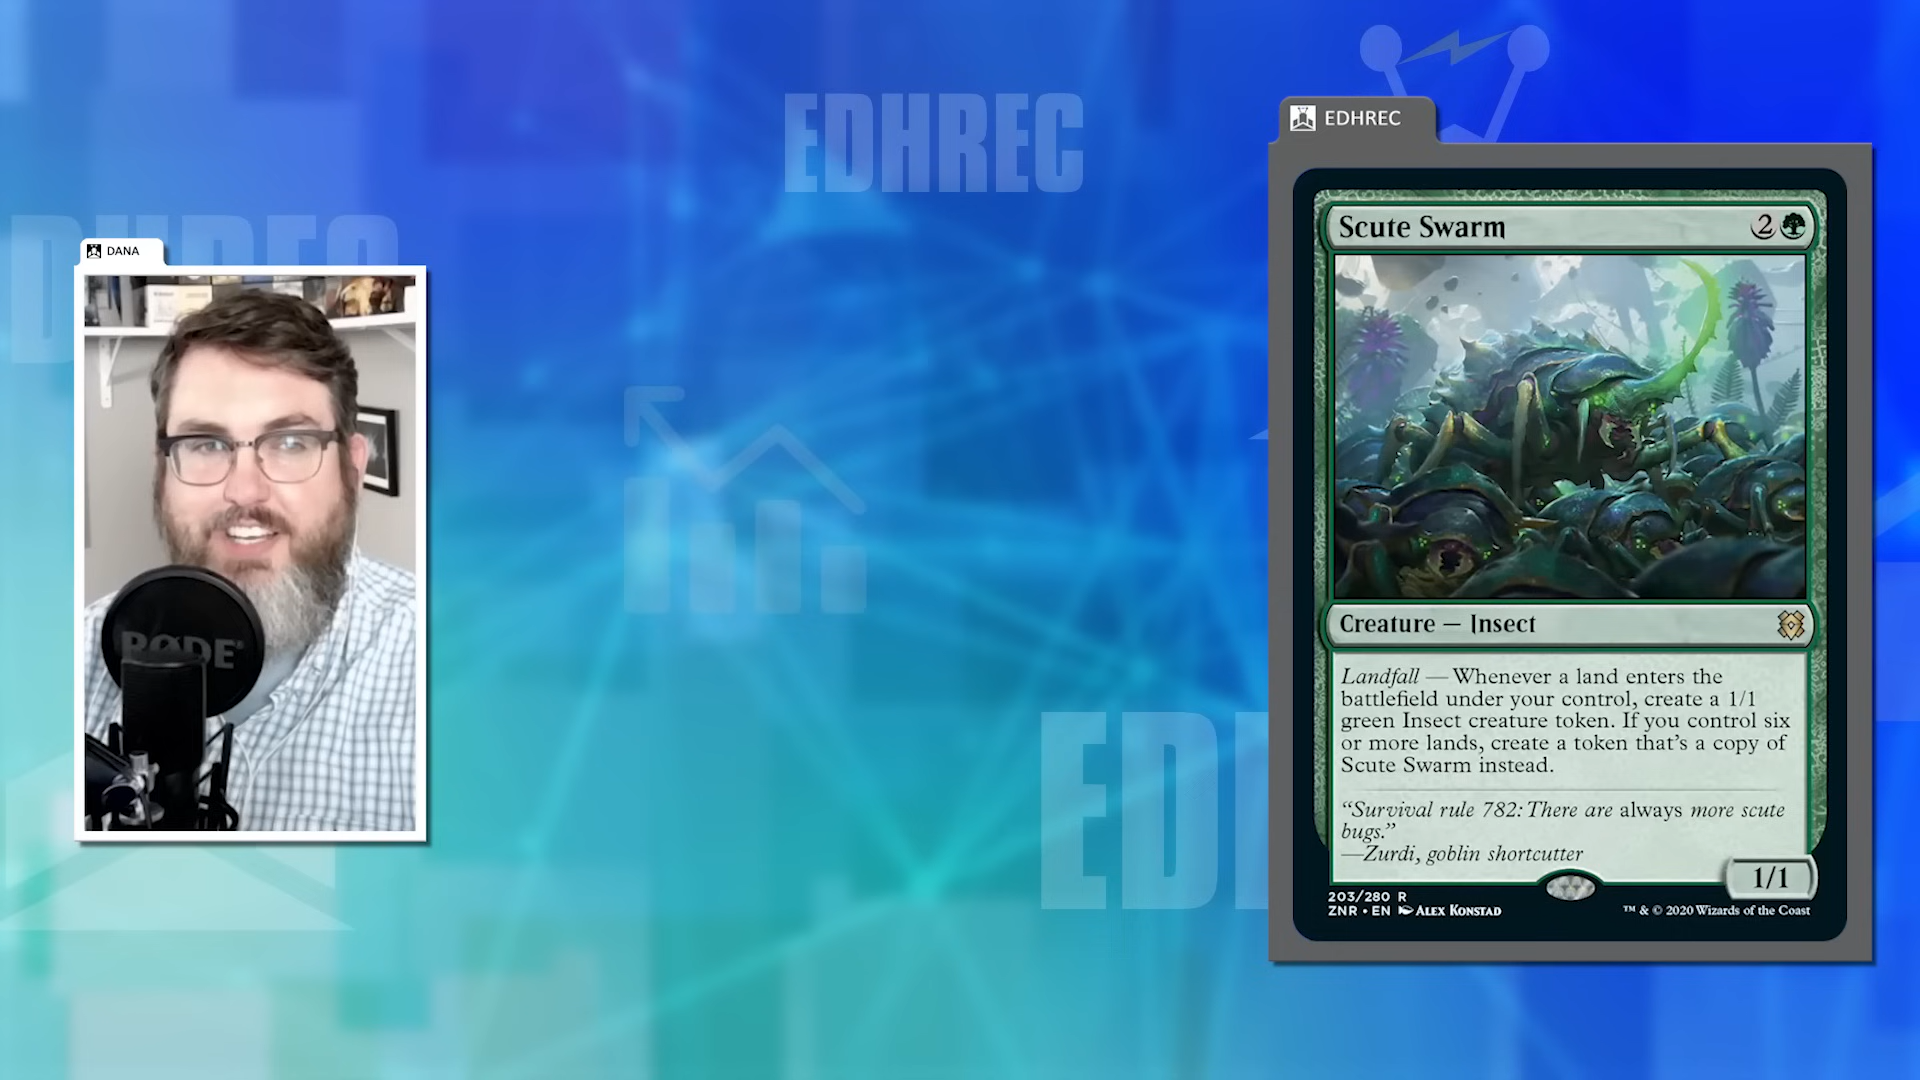 EDHREC
EDHREC
DANA
RØDE
EDHREC
Scute Swarm
2
Creature — Insect
Landfall — Whenever a land enters the
battlefield under your control, create a 1/1
green Insect creature token. If you control six
or more lands, create a token that's a copy of
Scute Swarm instead.
“Survival rule 782: There are always more scute
bugs.”
—Zurdi, goblin shortcutter
1/1
203/280 R
ZNR • EN ALEX KONSTAD
™ & © 2020 Wizards of the Coast
ED